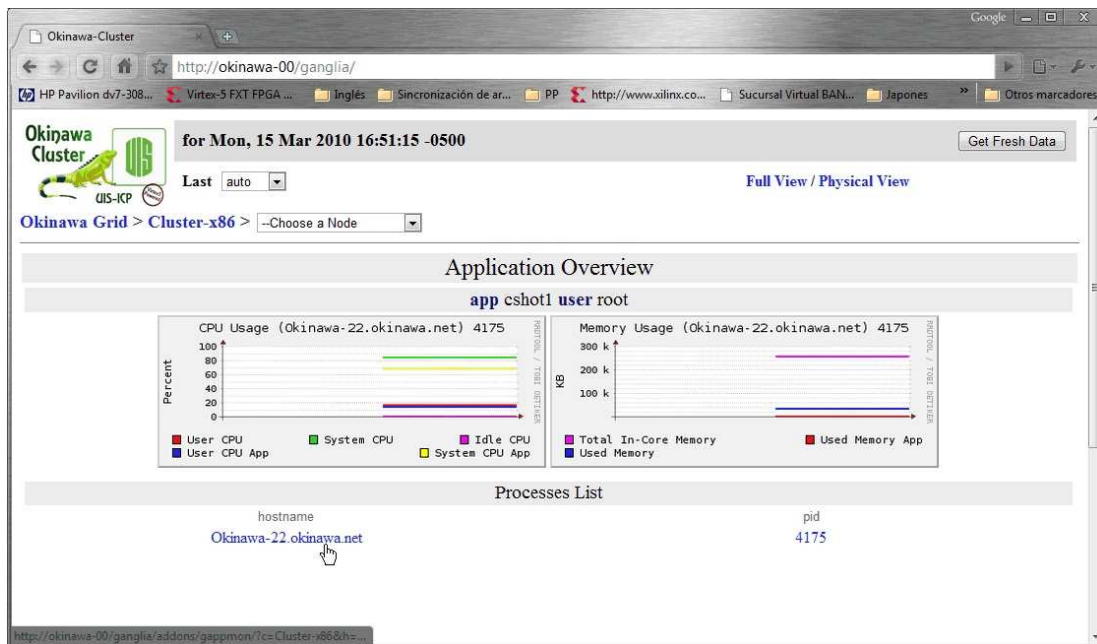 Google
Okinawa-Cluster
http://okinawa-00/ganglia/
HP Pavilion dv7-308... Virtex-5 FXT FPGA ... Inglés Sincronización de ar... PP http://www.xilinx.co... Sucursal Virtual BAN... Japones » Otros marcadores
Okinawa
Cluster
UIS
UIS-ICP
for Mon, 15 Mar 2010 16:51:15 -0500
Get Fresh Data
Last auto
Full View / Physical View
Okinawa Grid > Cluster-x86 > --Choose a Node
Application Overview
app cshot1 user root
CPU Usage (Okinawa-22.okinawa.net) 4175
Percent
100
80
60
40
20
0
RRDTOOL / TOBI OETIKER
User CPU System CPU Idle CPU
User CPU App System CPU App
Memory Usage (Okinawa-22.okinawa.net) 4175
KB
300 k
200 k
100 k
RRDTOOL / TOBI OETIKER
Total In-Core Memory Used Memory App
Used Memory
Processes List
hostname pid
Okinawa-22.okinawa.net 4175
http://okinawa-00/ganglia/addons/gappmon/?c=Cluster-x86&h=...